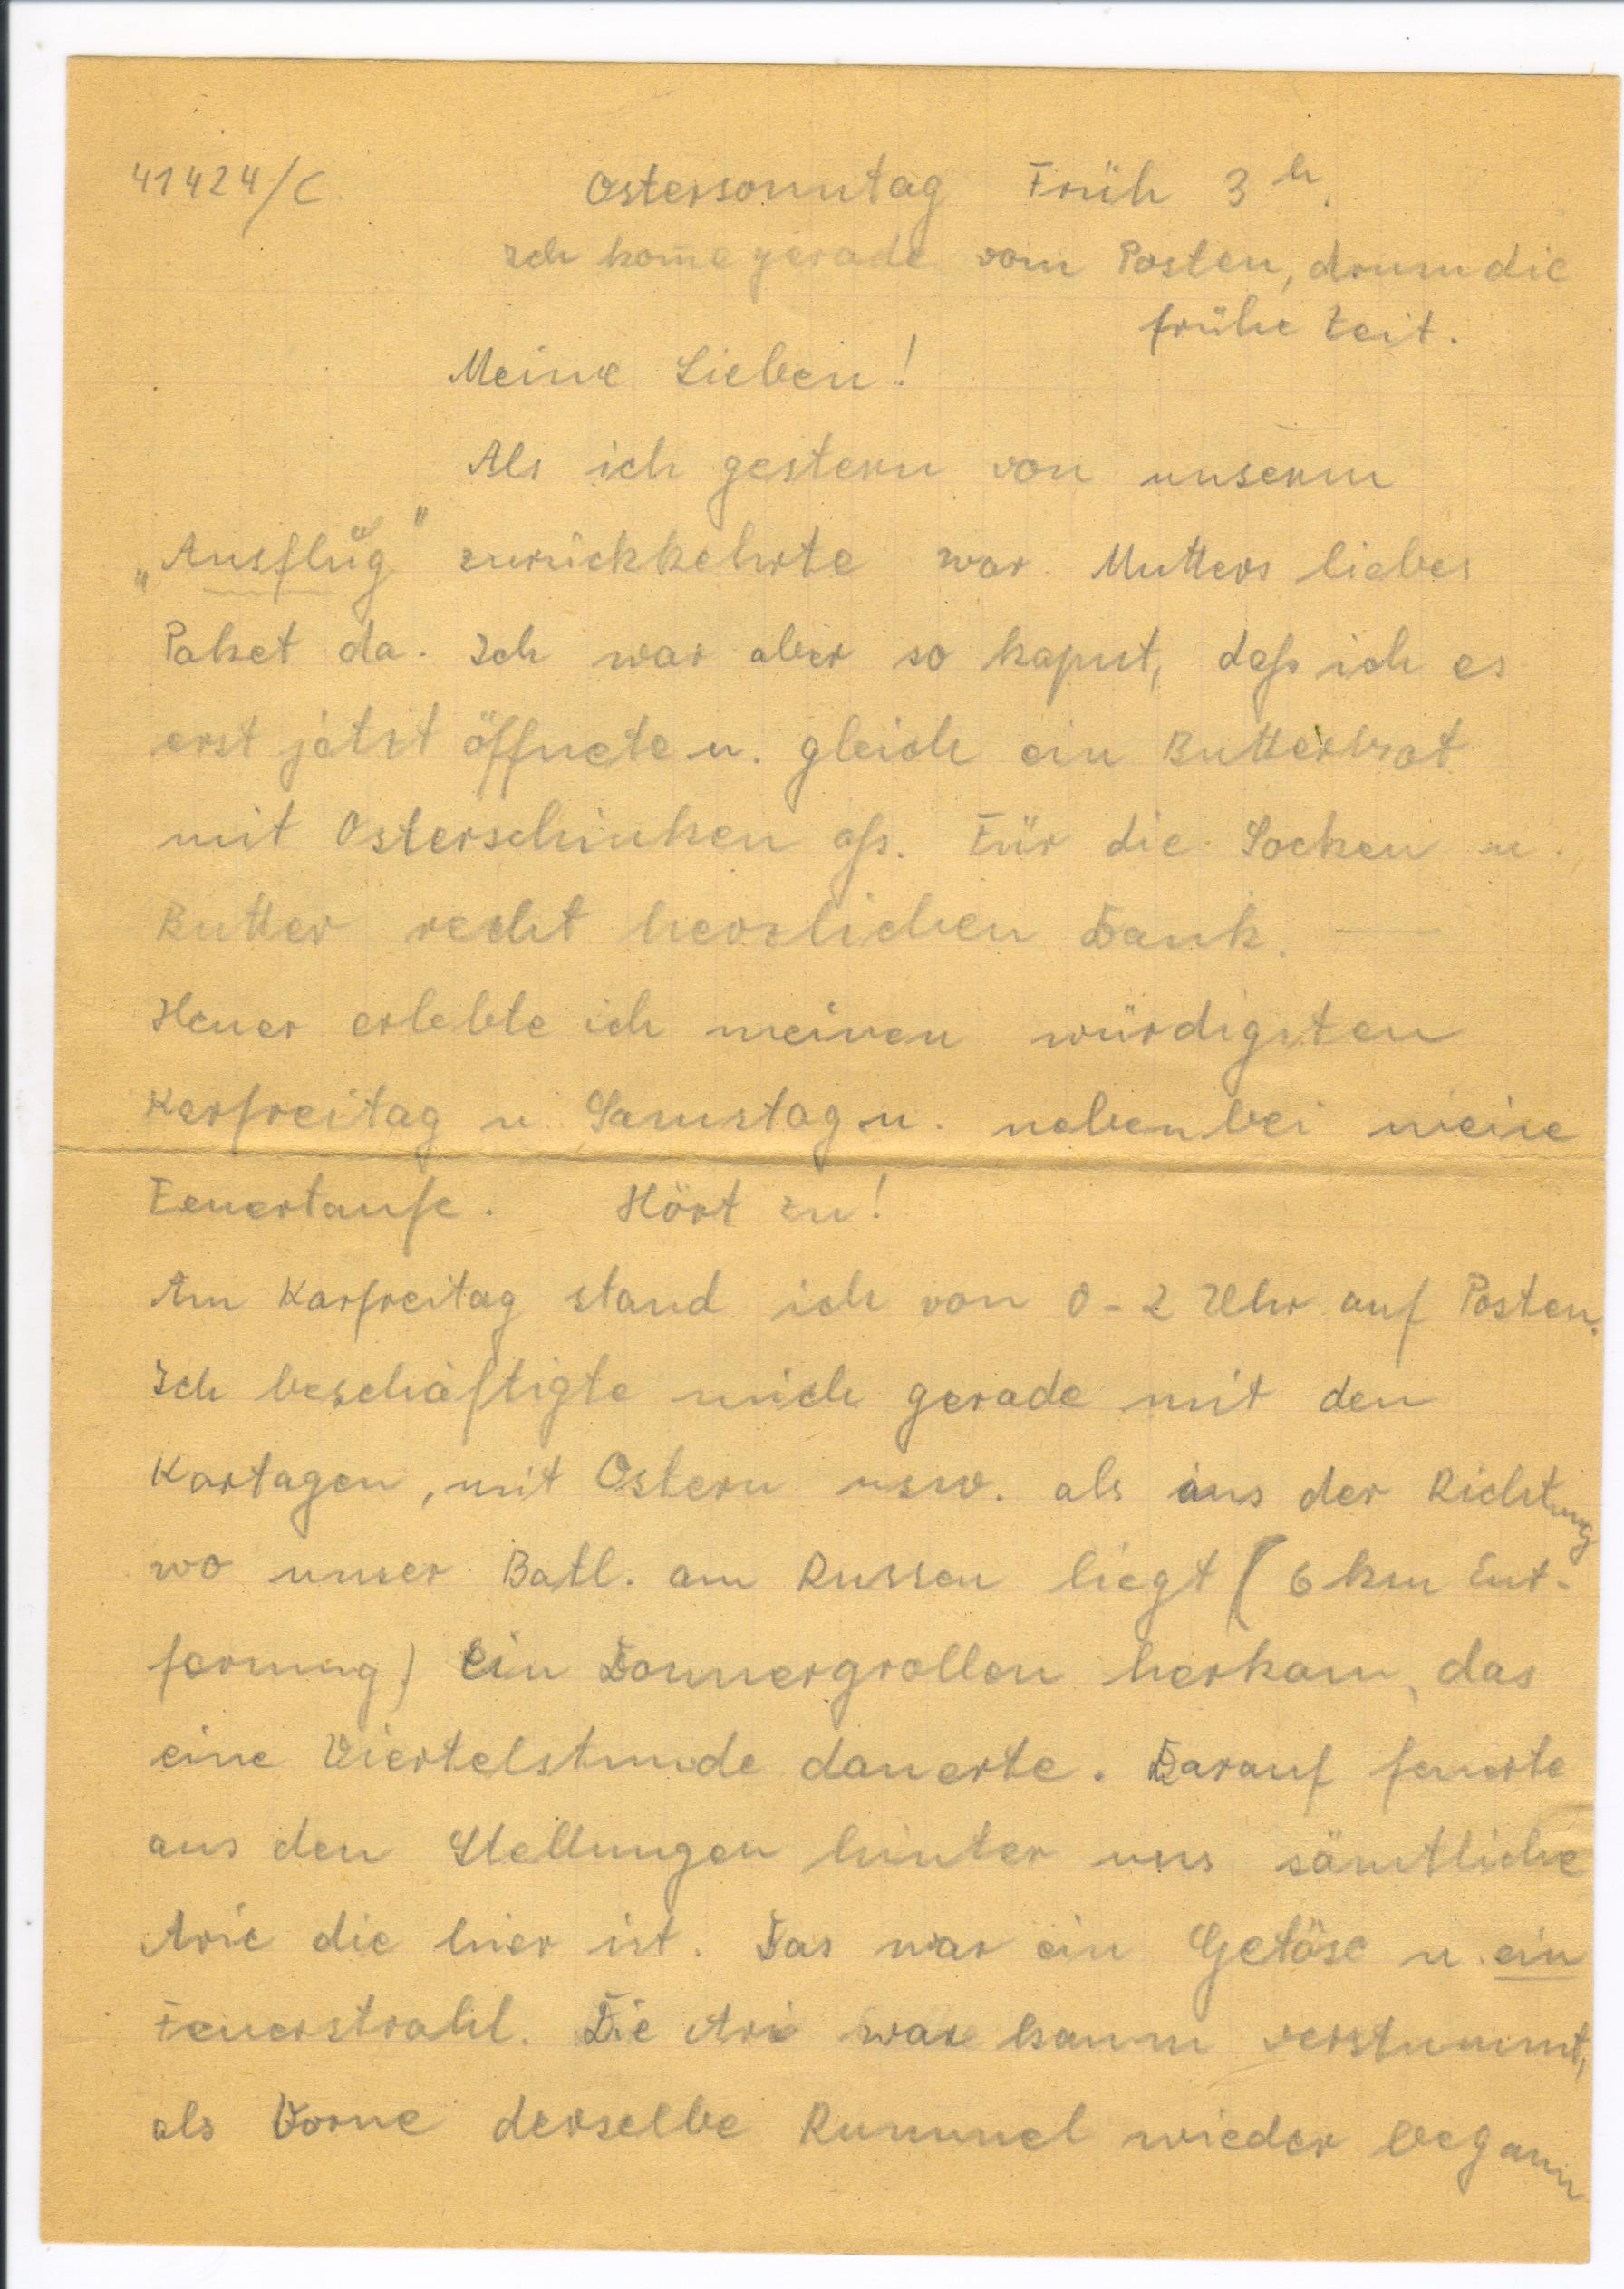 41424/C. Ostersonntag Früh 3 h.
Ich kom̄e gerade vom Posten, drum die
frühe Zeit.
Meine Lieben!
Als ich gestern von unserm
„Ausflug" zurückkehrte war Mutters liebes
Paket da. Ich war aber so kaput, daß ich es
erst jetzt öffnete u. gleich ein Butterbrot
mit Osterschinken aß. Für die Socken u.
Butter recht herzlichen Dank. —
Heuer erlebte ich meinen würdigsten
Karfreitag u. Samstag u. nebenbei meine
Feuertaufe. Hört zu!
Am Karfreitag stand ich von 0-2 Uhr auf Posten.
Ich beschäftigte mich gerade mit den
Kartagen, mit Ostern usw. als aus der Richtung
wo unser Batl. am Russen liegt (6 km Ent-
fernung) ein Donnergrollen herkam, das
eine Viertelstunde dauerte. Darauf feuerte
aus den Stellungen hinter uns sämtliche
Arie die hier ist. Das war ein Getöse u. ein
Feuerstrahl. Die Ari war kaum verstummt,
als vorne derselbe Rummel wieder begann